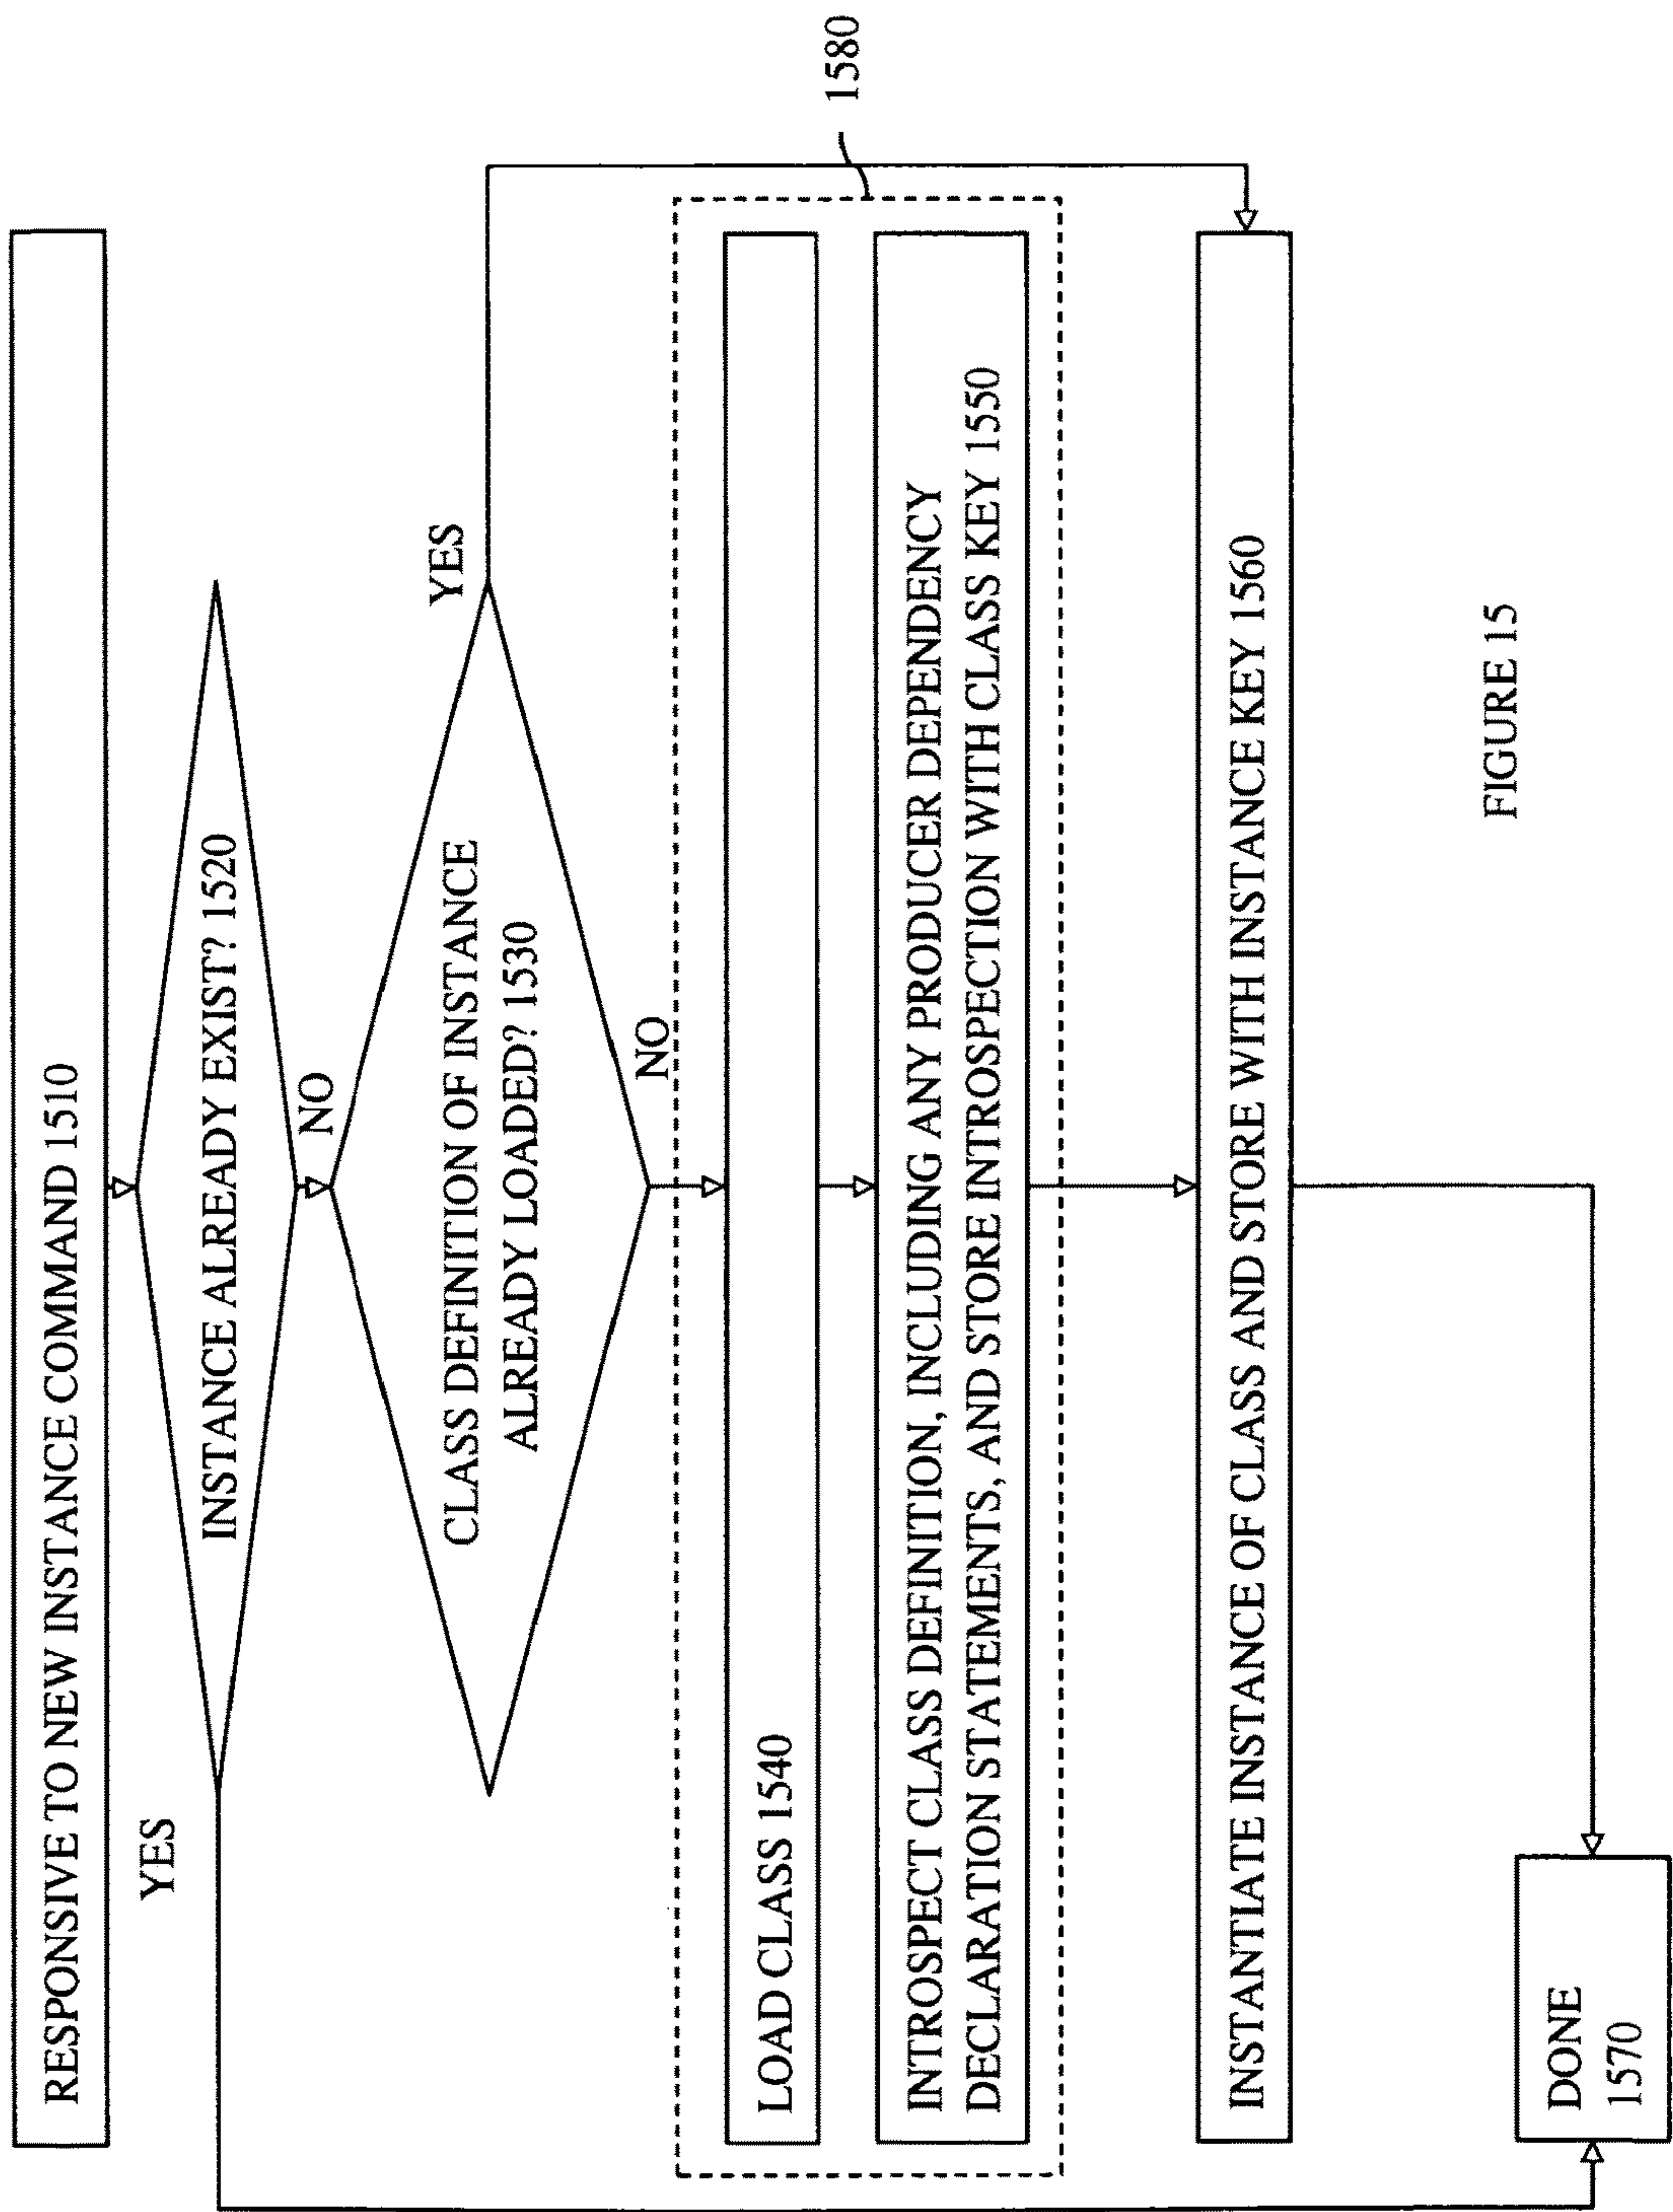 RESPONSIVE TO NEW INSTANCE COMMAND 1510
YES
INSTANCE ALREADY EXIST? 1520
NO
CLASS DEFINITION OF INSTANCE
ALREADY LOADED? 1530
YES
NO
1580
LOAD CLASS 1540
INTROSPECT CLASS DEFINITION, INCLUDING ANY PRODUCER DEPENDENCY
DECLARATION STATEMENTS, AND STORE INTROSPECTION WITH CLASS KEY 1550
INSTANTIATE INSTANCE OF CLASS AND STORE WITH INSTANCE KEY 1560
DONE
1570
FIGURE 15